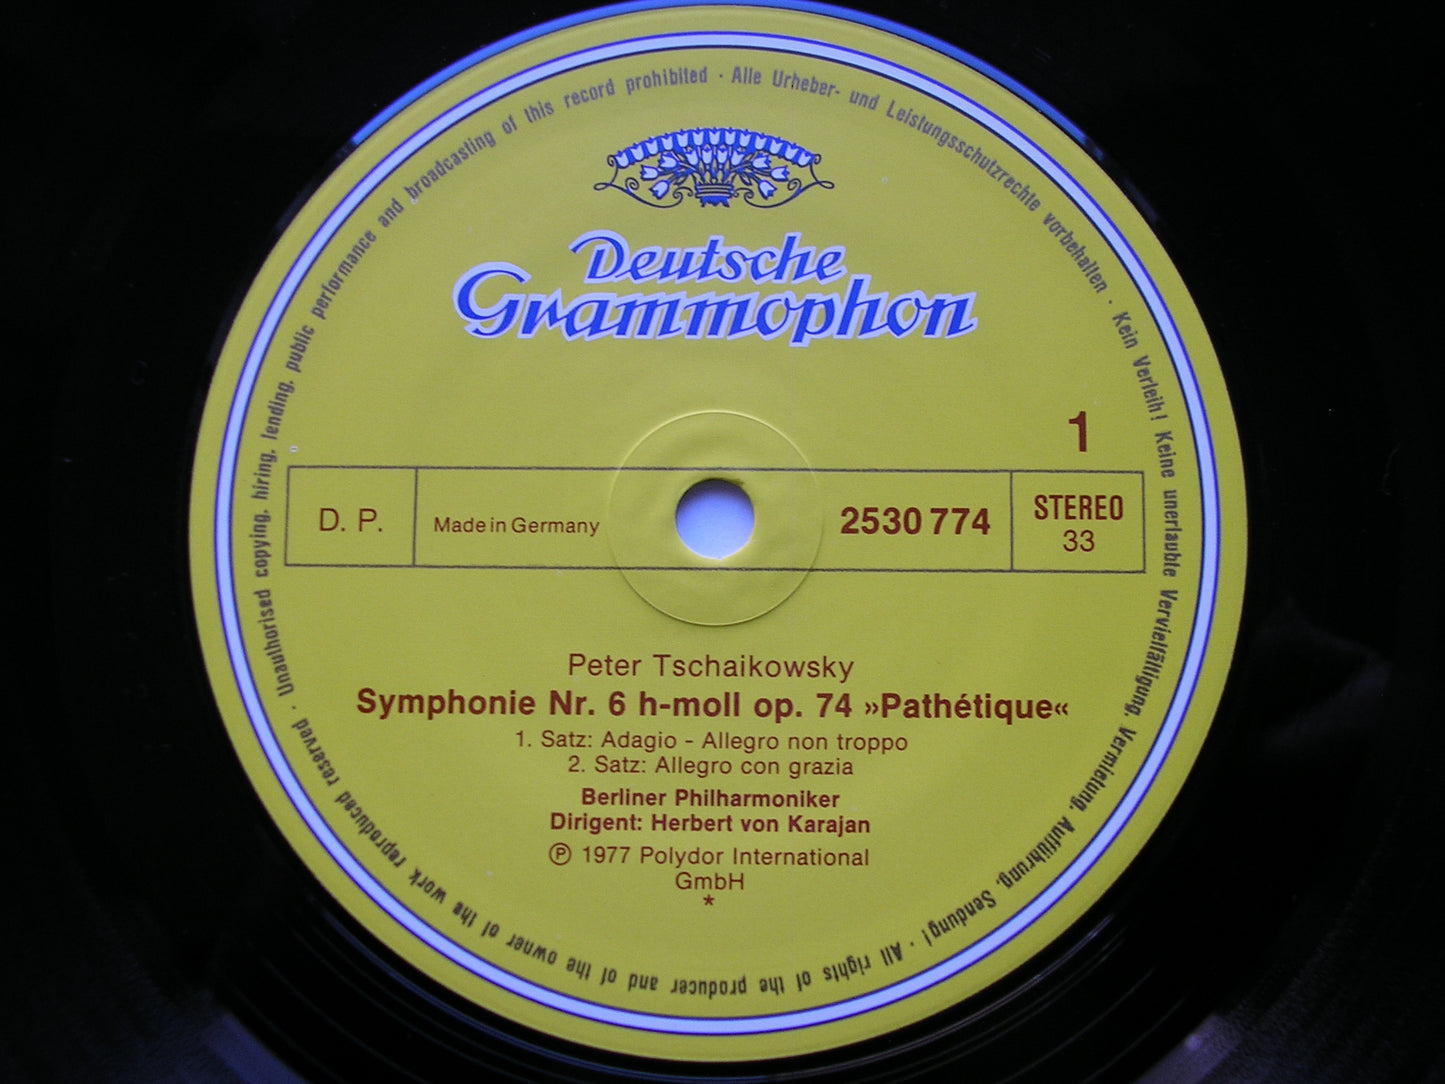 Deutsche
Grammophon
1
D. P.
Made in Germany
2530 774
STEREO
33
Peter Tschaikowsky
Symphonie Nr. 6 h-moll op. 74 »Pathétique«
1. Satz: Adagio - Allegro non troppo
2. Satz: Allegro con grazia
Berliner Philharmoniker
Dirigent: Herbert von Karajan
Ⓟ 1977 Polydor International
GmbH
*
Alle Urheber- und Leistungsschutzrechte vorbehalten · Kein Verleih! Keine unerlaubte Vervielfältigung, Vermietung, Aufführung, Sendung! · All rights of the producer and of the owner of the work reproduced reserved · Unauthorised copying, hiring, lending, public performance and broadcasting of this record prohibited ·